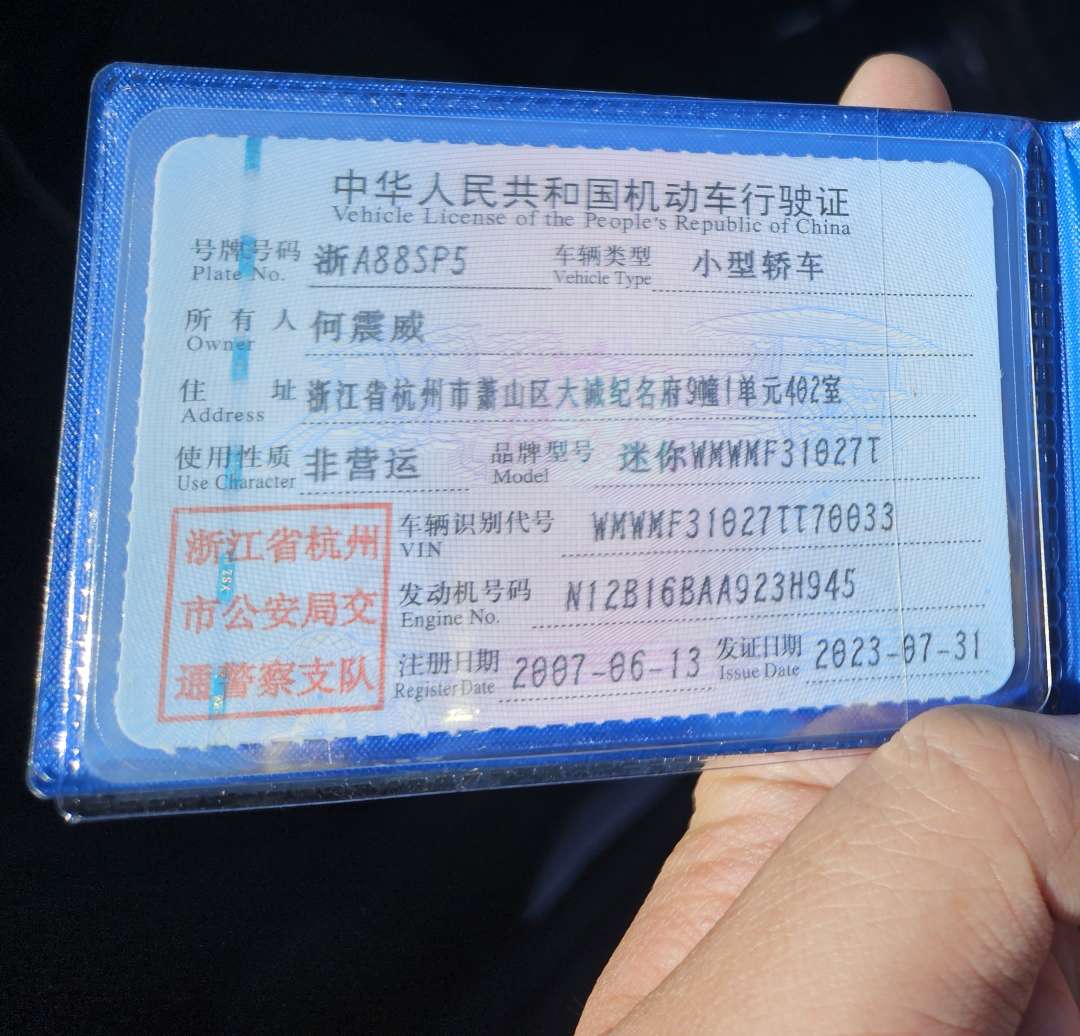 中华人民共和国机动车行驶证
Vehicle License of the People's Republic of China
号牌号码 浙A88SP5 车辆类型 小型轿车
Plate No. Vehicle Type
所有人 何震威
Owner
住址 浙江省杭州市萧山区大诚纪名府9幢1单元402室
Address
使用性质 非营运 品牌型号 迷你WMWMF31027T
Use Character Model
浙江省杭州
市公安局交
通警察支队
车辆识别代号 WMWMF31027TT70033
VIN
发动机号码 N12B16BAA923H945
Engine No.
注册日期 2007-06-13 发证日期 2023-07-31
Register Date Issue Date